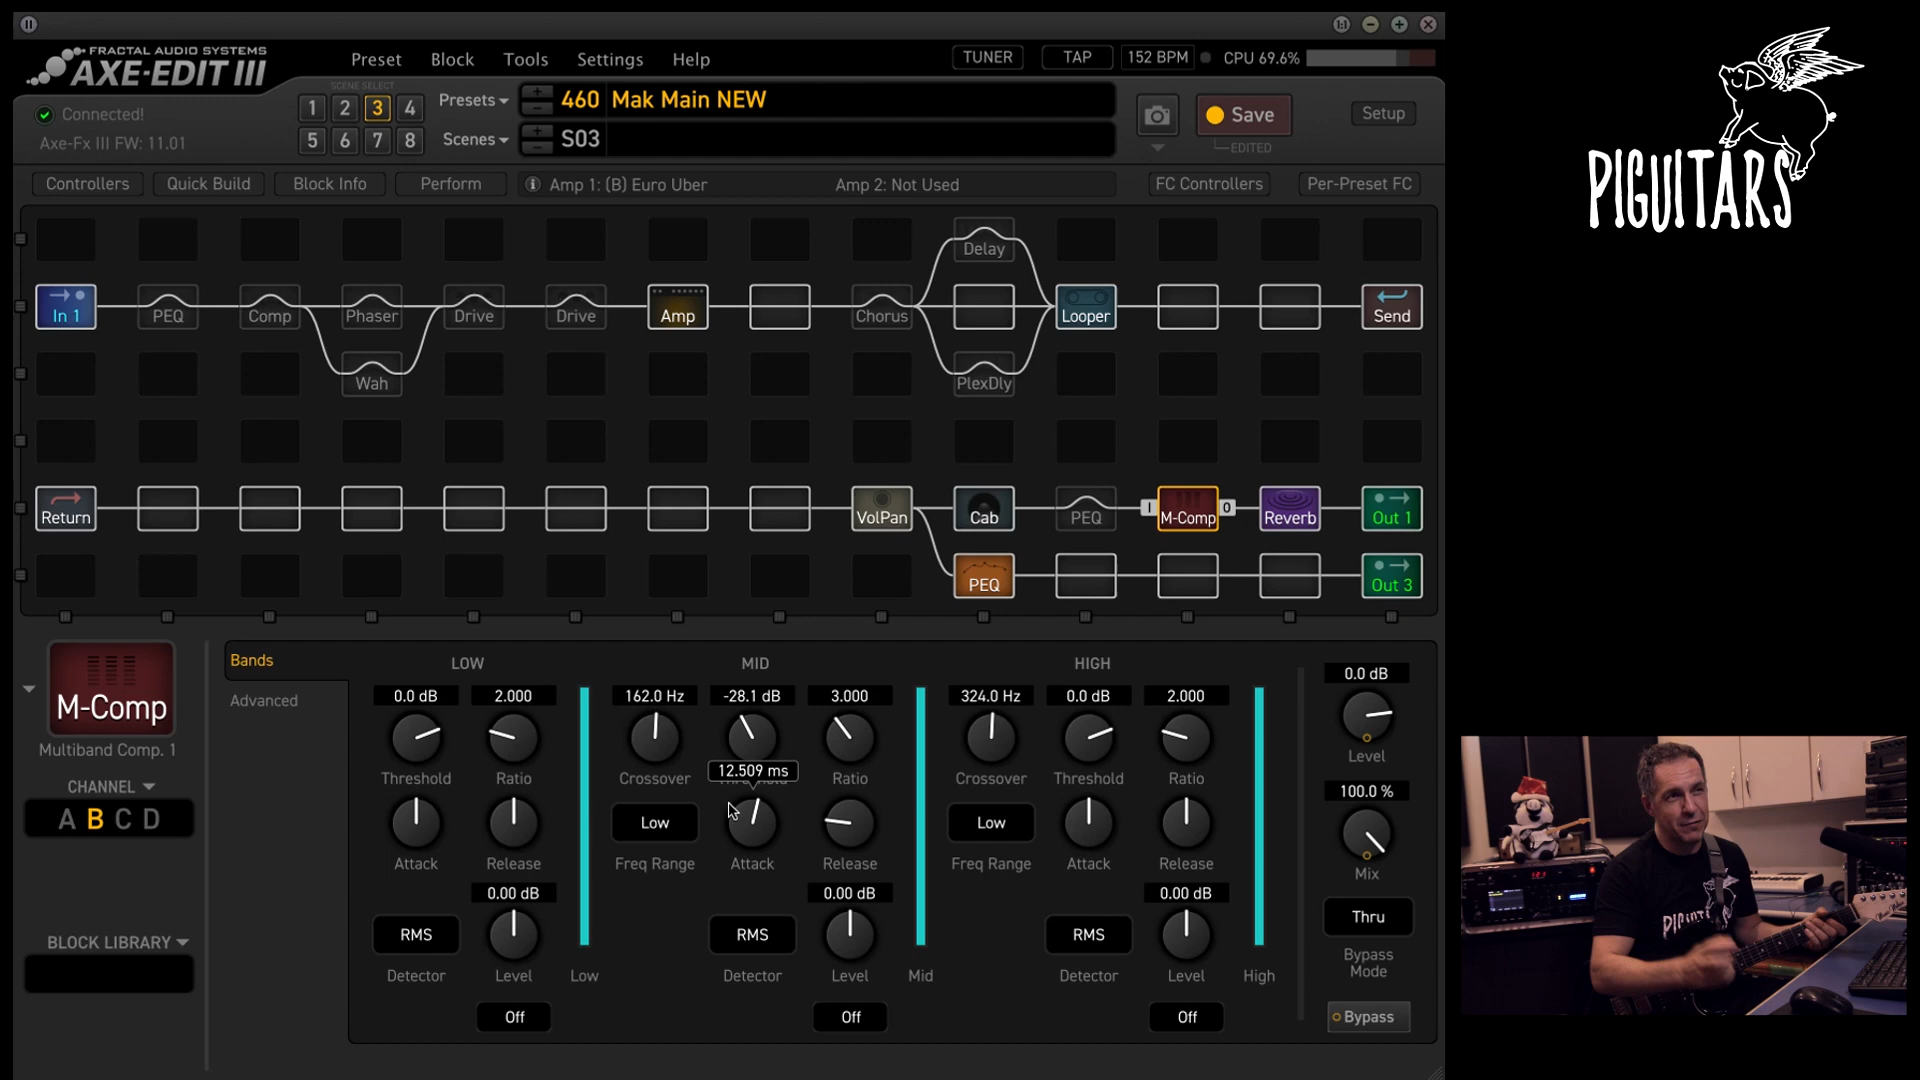 FRACTAL AUDIO SYSTEMS
AXE-EDIT III
Preset Block Tools Settings Help
TUNER TAP 152 BPM CPU 69.6%
Connected!
Axe-Fx III FW: 11.01
SCENE SELECT
1 2 3 4
5 6 7 8
Presets
460 Mak Main NEW
Scenes
S03
Save
EDITED
Setup
Controllers Quick Build Block Info Perform
Amp 1: (B) Euro Uber Amp 2: Not Used
FC Controllers Per-Preset FC
Delay
In 1 PEQ Comp Phaser Drive Drive Amp Chorus Looper Send
Wah PlexDly
Return VolPan Cab PEQ I M-Comp O Reverb Out 1
PEQ Out 3
M-Comp
Multiband Comp. 1
CHANNEL
A B C D
BLOCK LIBRARY
Bands
Advanced
LOW MID HIGH
0.0 dB 2.000 162.0 Hz -28.1 dB 3.000 324.0 Hz 0.0 dB 2.000
Threshold Ratio Crossover Ratio Crossover Threshold Ratio
12.509 ms
Low Low
Attack Release Freq Range Attack Release Freq Range Attack Release
0.00 dB 0.00 dB 0.00 dB
RMS RMS RMS
Detector Level Low Detector Level Mid Detector Level High
Off Off Off
0.0 dB
Level
100.0 %
Mix
Thru
Bypass
Mode
Bypass
PIGUITARS